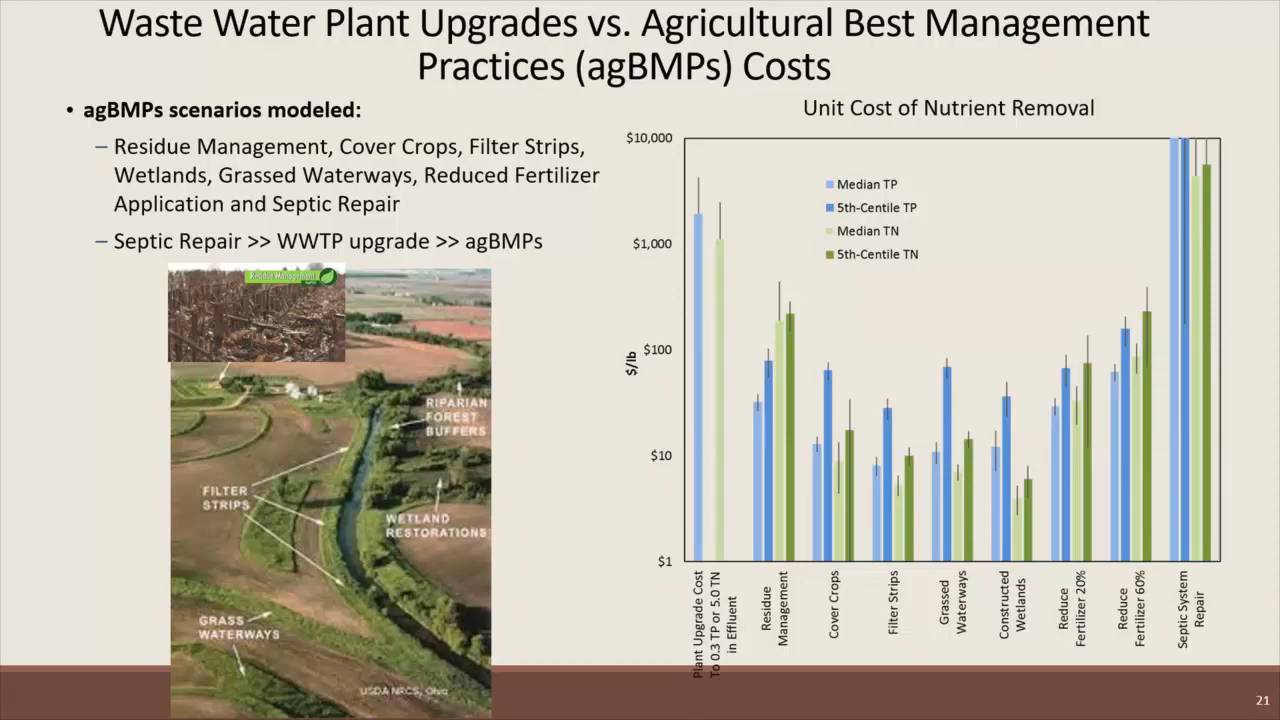 Waste Water Plant Upgrades vs. Agricultural Best Management
Practices (agBMPs) Costs
• agBMPs scenarios modeled:
– Residue Management, Cover Crops, Filter Strips,
Wetlands, Grassed Waterways, Reduced Fertilizer
Application and Septic Repair
– Septic Repair >> WWTP upgrade >> agBMPs
Residue Management
RIPARIAN
FOREST
BUFFERS
FILTER
STRIPS
WETLAND
RESTORATIONS
GRASS
WATERWAYS
USDA NRCS, Ohio
Unit Cost of Nutrient Removal
$10,000
$1,000
$100
$10
$1
$/lb
Median TP
5th-Centile TP
Median TN
5th-Centile TN
Plant Upgrade Cost
To 0.3 TP or 5.0 TN
in Effluent
Residue
Management
Cover Crops
Filter Strips
Grassed
Waterways
Constructed
Wetlands
Reduce
Fertilizer 20%
Reduce
Fertilizer 60%
Septic System
Repair
21